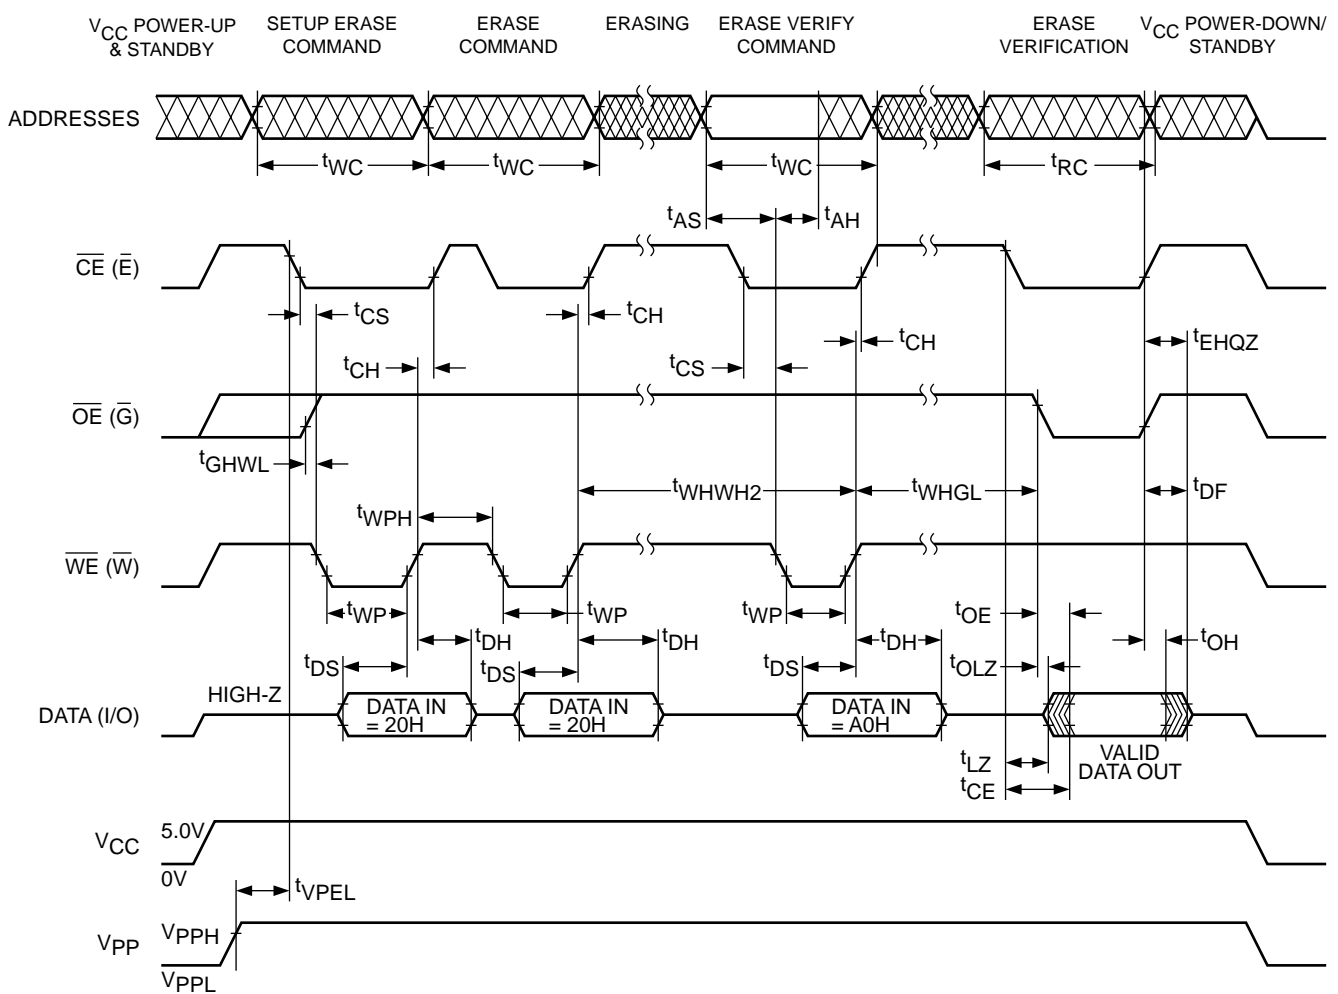 VCC POWER-UP & STANDBY
SETUP ERASE COMMAND
ERASE COMMAND
ERASING
ERASE VERIFY COMMAND
ERASE VERIFICATION
VCC POWER-DOWN/ STANDBY
ADDRESSES
tWC
tWC
tWC
tRC
tAS
tAH
CE (E)
tCS
tCH
tCH
tEHQZ
tCH
tCS
OE (G)
tGHWL
tWHWH2
tWHGL
tDF
tWPH
WE (W)
tWP
tWP
tWP
tOE
tDH
tDH
tDH
tOH
tDS
tDS
tDS
tOLZ
HIGH-Z
DATA (I/O)
DATA IN = 20H
DATA IN = 20H
DATA IN = A0H
VALID DATA OUT
tLZ
tCE
5.0V
VCC
0V
tVPEL
VPPH
VPP
VPPL